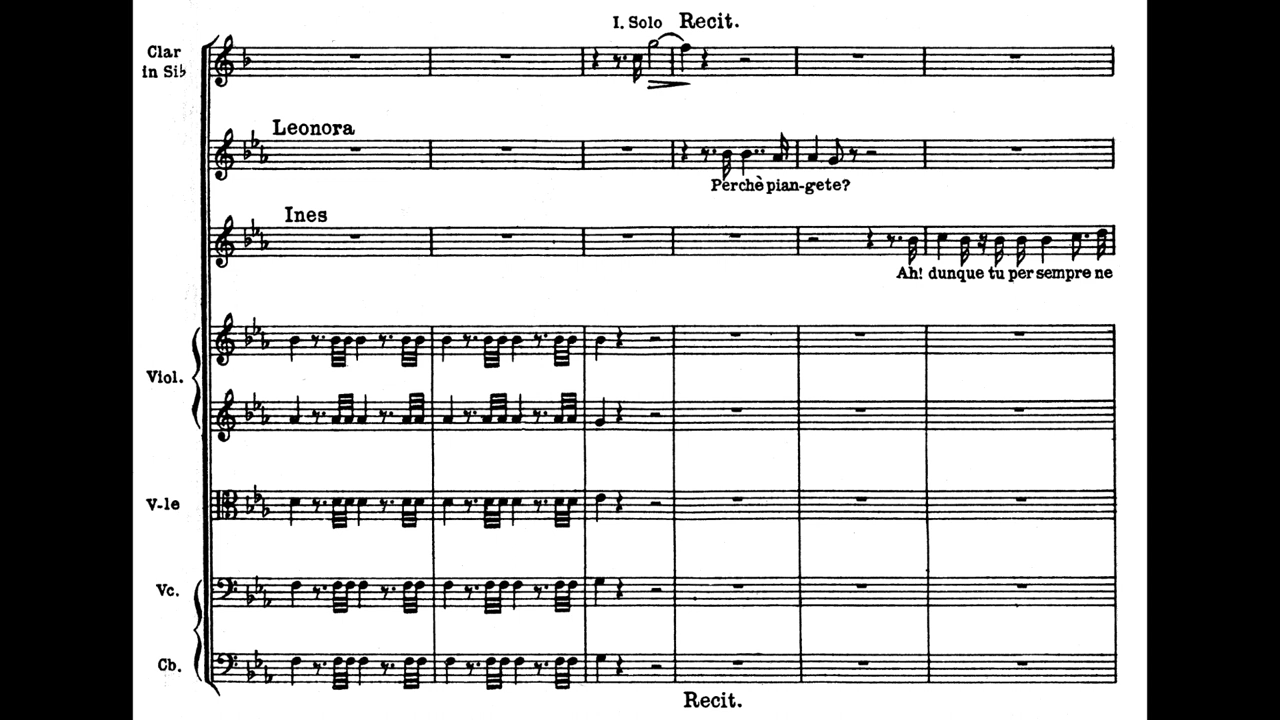 I. Solo Recit.
Clar
in Si♭
Leonora
Perchè pian-gete?
Ines
Ah! dunque tu per sempre ne
Viol.
V-le
Vc.
Cb.
Recit.